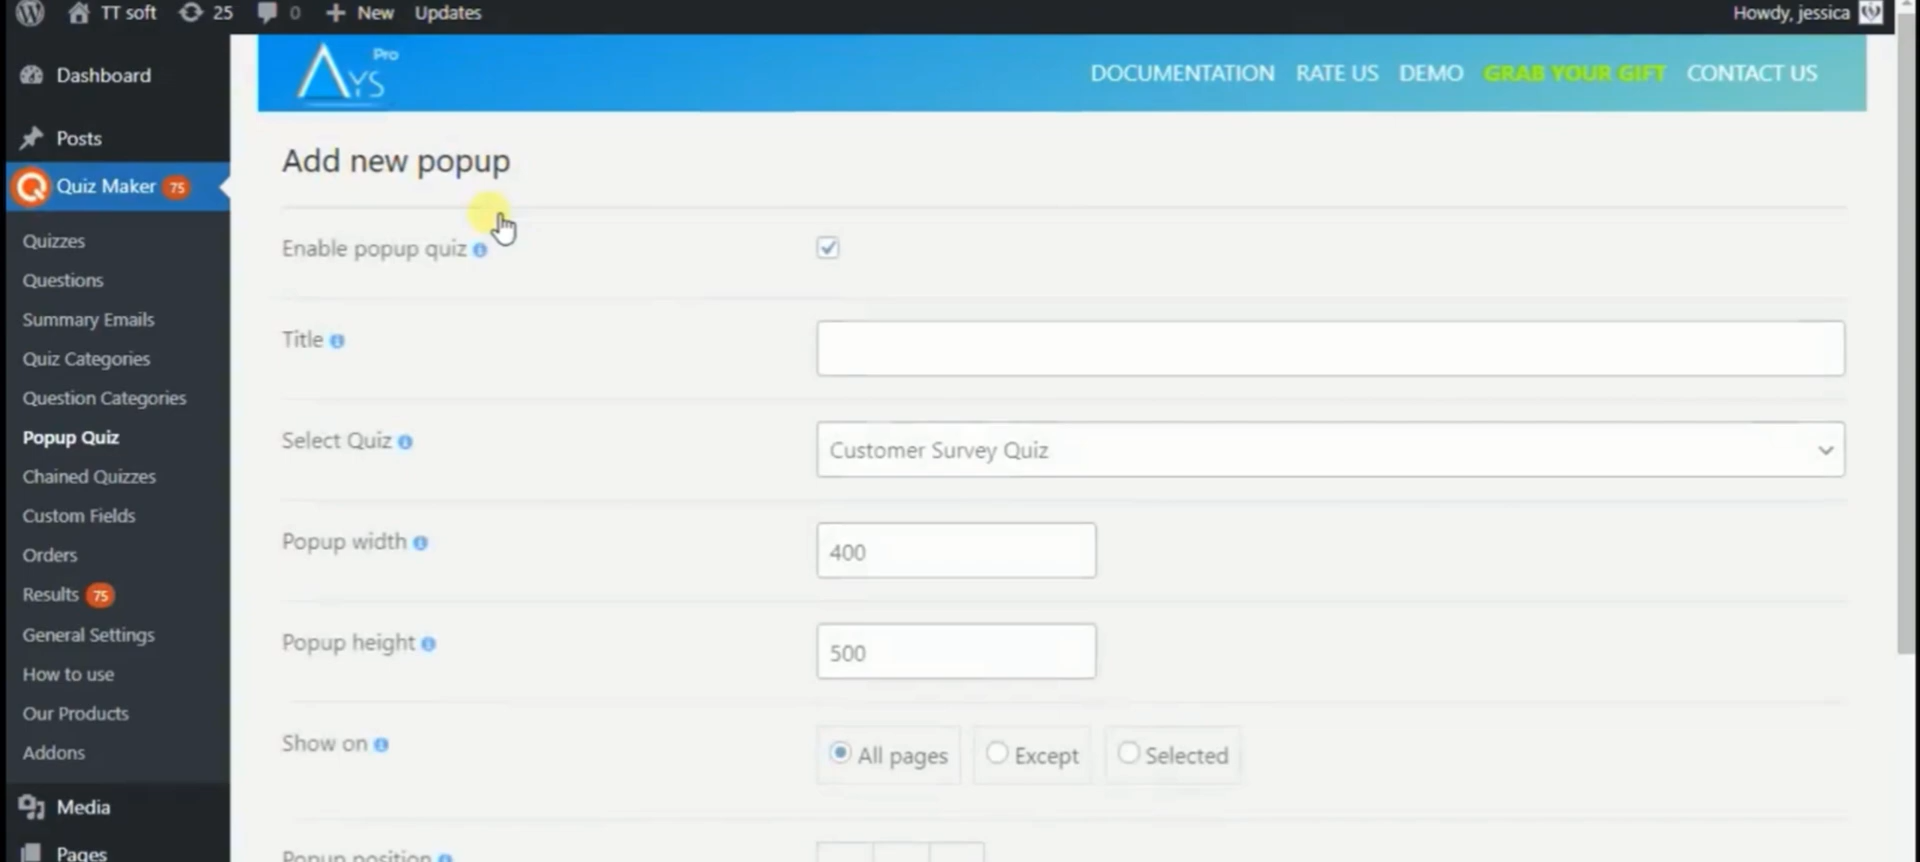 TT soft 25 0 New Updates Howdy, jessica
Dashboard
Posts
Quiz Maker 75
Quizzes
Questions
Summary Emails
Quiz Categories
Question Categories
Popup Quiz
Chained Quizzes
Custom Fields
Orders
Results 75
General Settings
How to use
Our Products
Addons
Media
Pages
AYS Pro
DOCUMENTATION RATE US DEMO GRAB YOUR GIFT CONTACT US
Add new popup
Enable popup quiz
Title
Select Quiz Customer Survey Quiz
Popup width 400
Popup height 500
Show on All pages Except Selected
Popup position